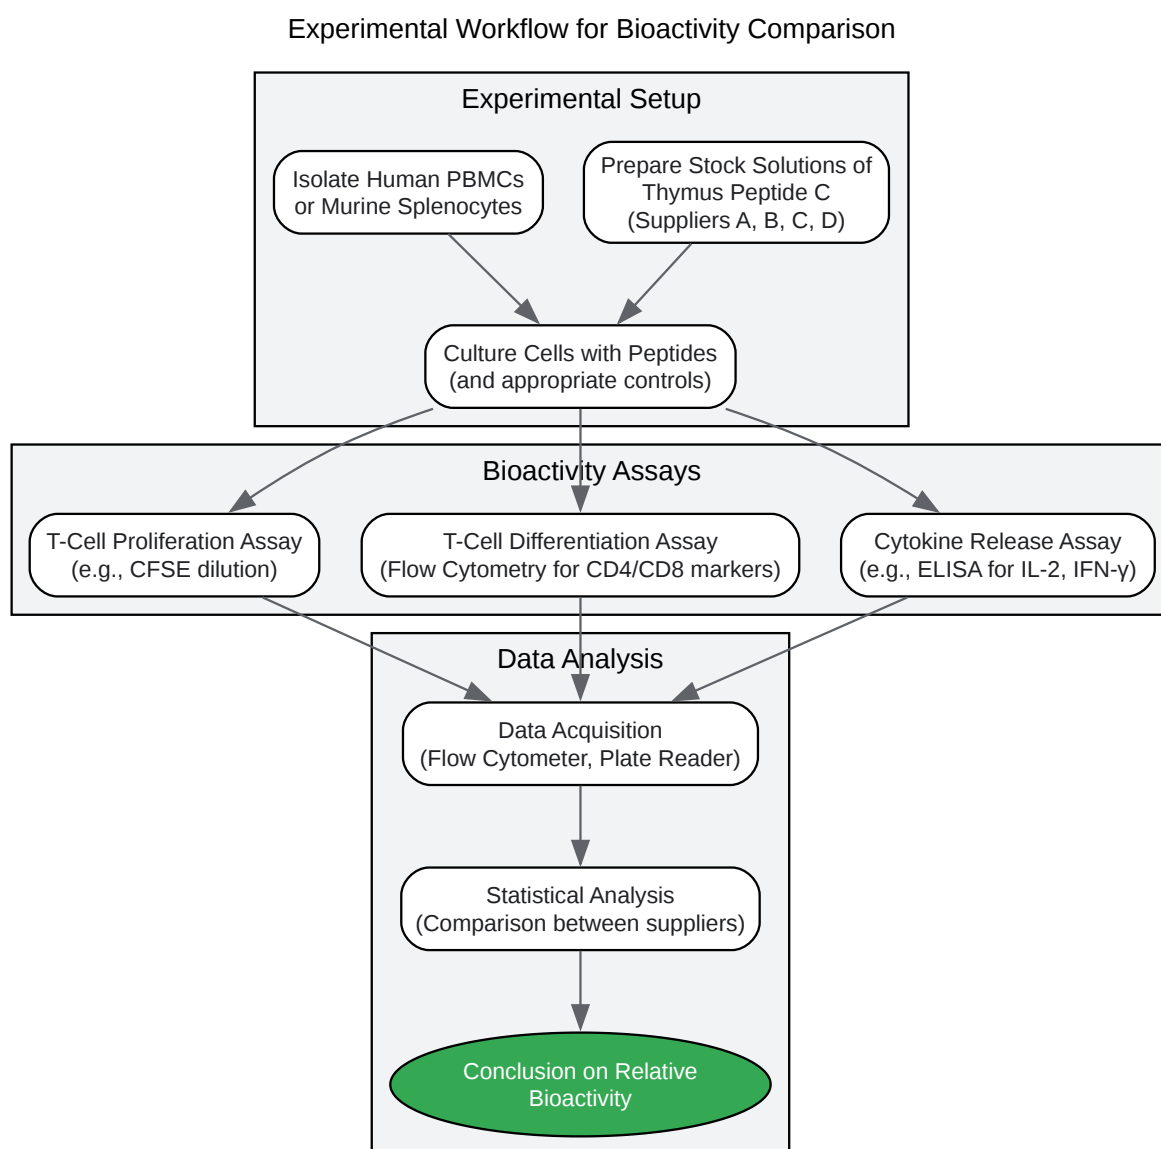 Experimental Workflow for Bioactivity Comparison
Experimental Setup
Isolate Human PBMCs
or Murine Splenocytes
Prepare Stock Solutions of
Thymus Peptide C
(Suppliers A, B, C, D)
Culture Cells with Peptides
(and appropriate controls)
Bioactivity Assays
T-Cell Proliferation Assay
(e.g., CFSE dilution)
T-Cell Differentiation Assay
(Flow Cytometry for CD4/CD8 markers)
Cytokine Release Assay
(e.g., ELISA for IL-2, IFN-γ)
Data Analysis
Data Acquisition
(Flow Cytometer, Plate Reader)
Statistical Analysis
(Comparison between suppliers)
Conclusion on Relative
Bioactivity